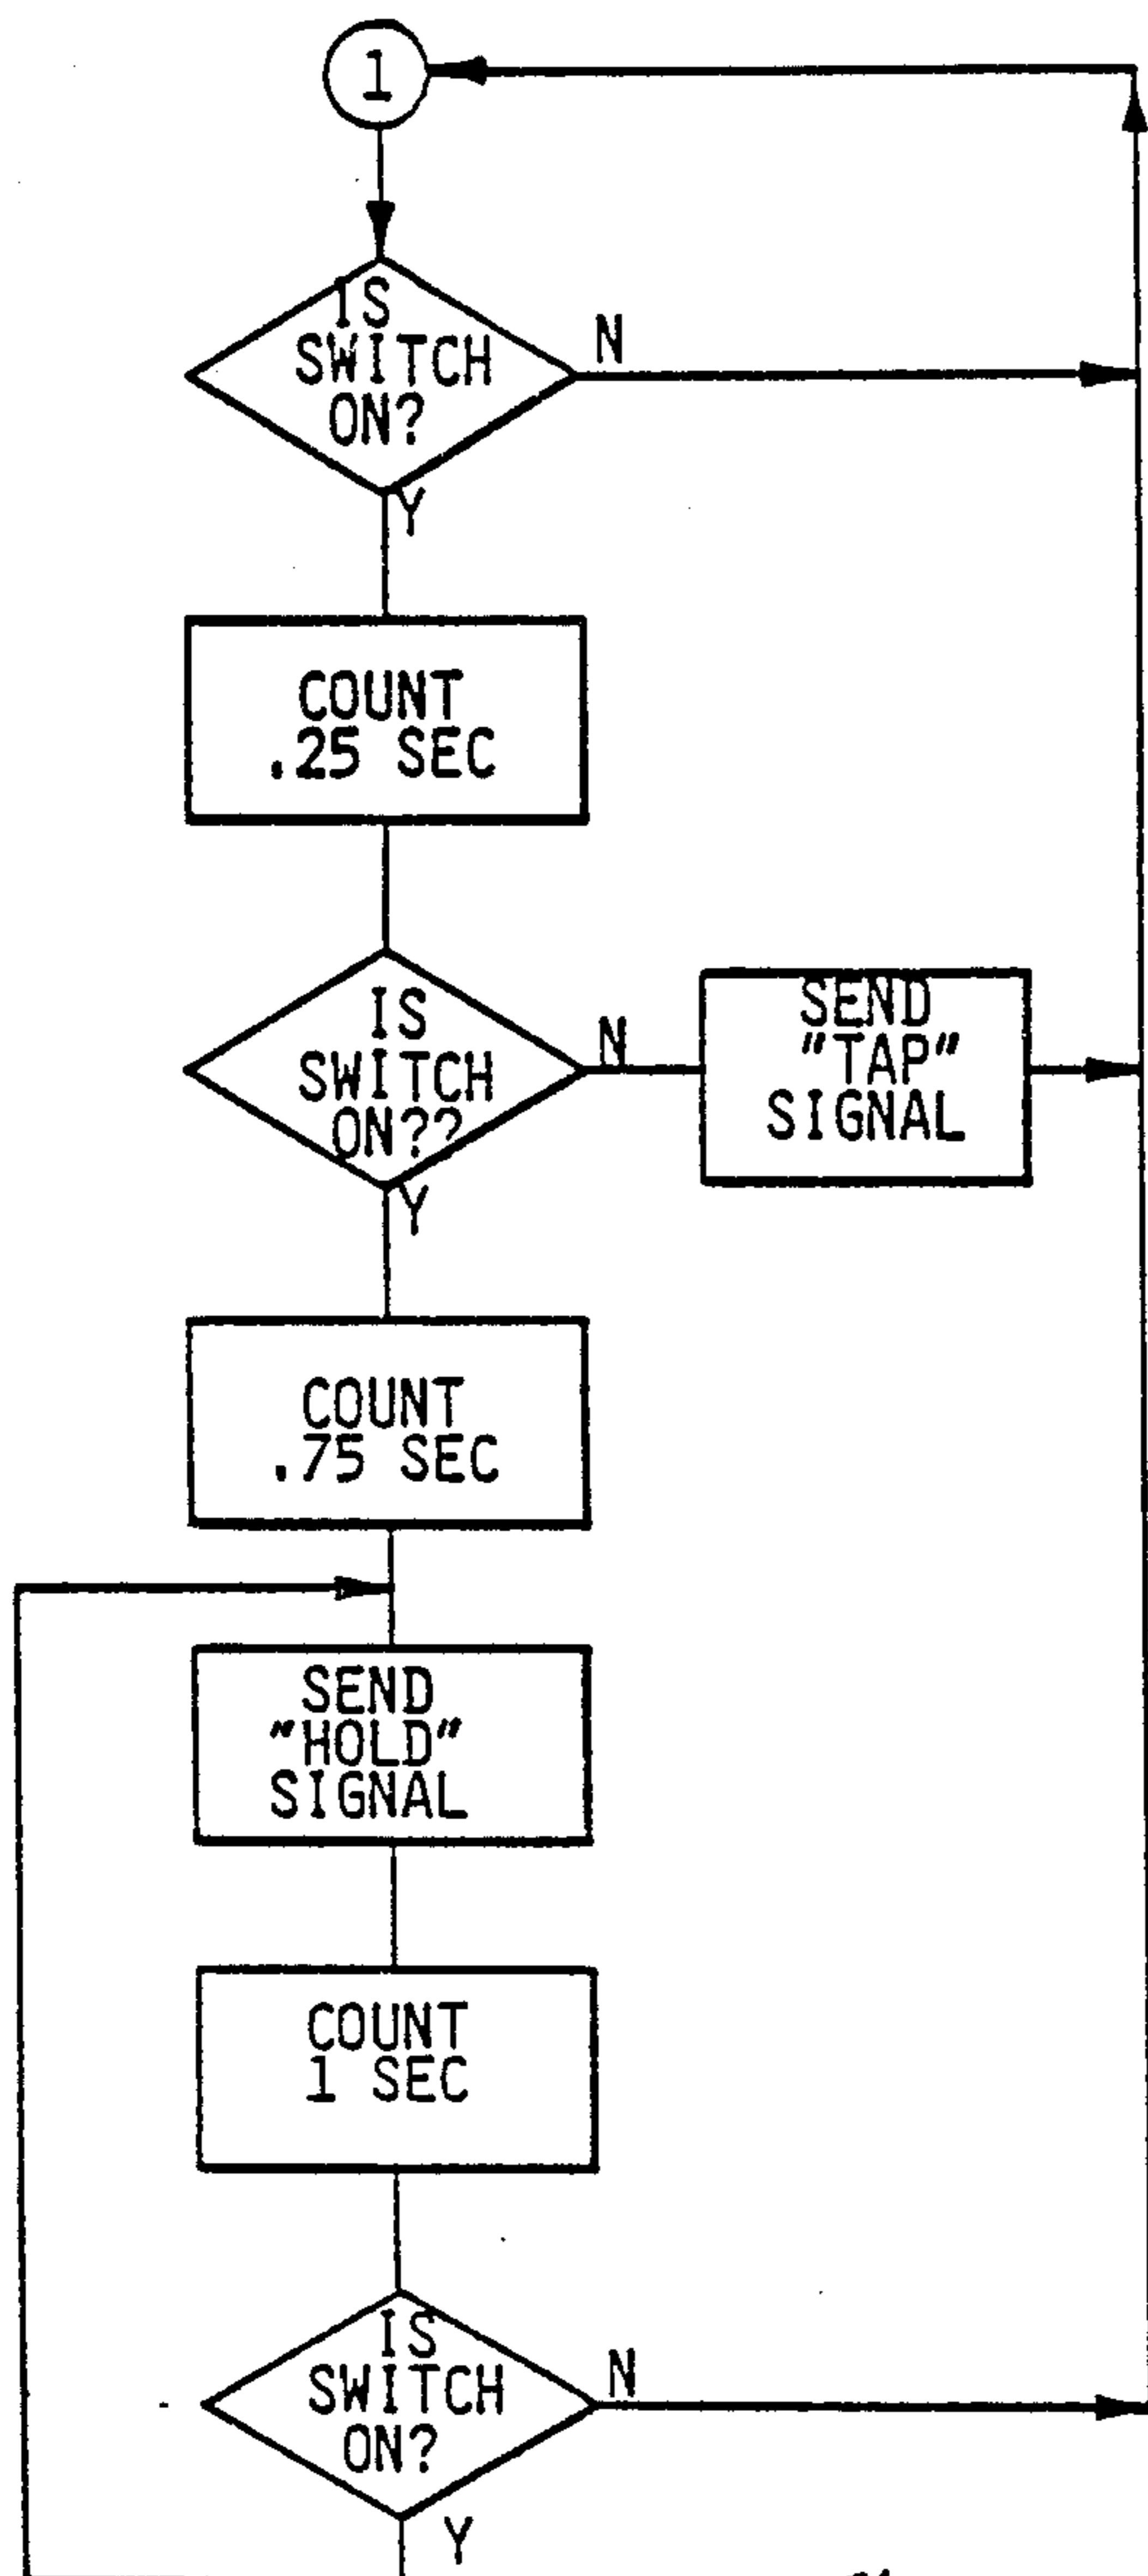 1
IS
SWITCH
ON?
N
Y
COUNT
.25 SEC
IS
SWITCH
ON??
N
SEND
"TAP"
SIGNAL
Y
COUNT
.75 SEC
SEND
"HOLD"
SIGNAL
COUNT
1 SEC
IS
SWITCH
ON?
N
Y